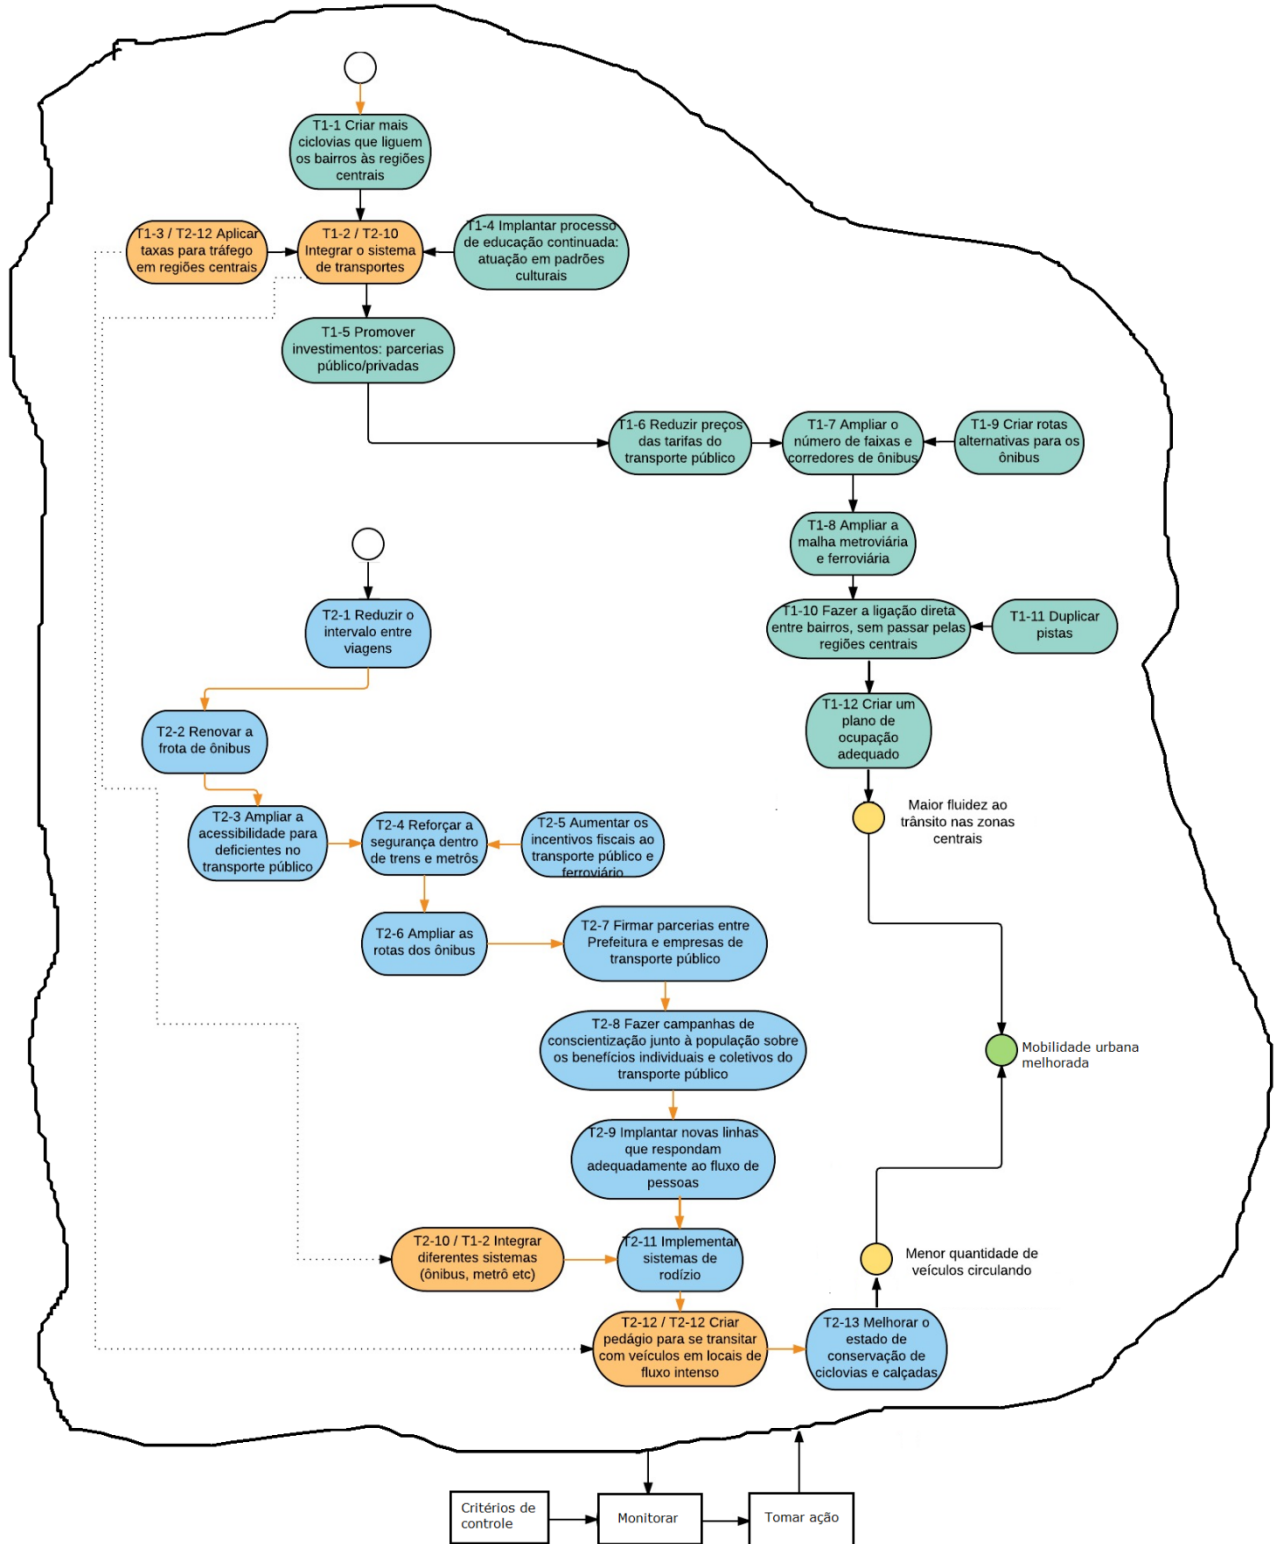 T1-1 Criar mais
ciclovias que liguem
os bairros às regiões
centrais
T1-3 / T2-12 Aplicar
taxas para tráfego
em regiões centrais
T1-2 / T2-10
Integrar o sistema
de transportes
T1-4 Implantar processo
de educação continuada:
atuação em padrões
culturais
T1-5 Promover
investimentos: parcerias
público/privadas
T1-6 Reduzir preços
das tarifas do
transporte público
T1-7 Ampliar o
número de faixas e
corredores de ônibus
T1-9 Criar rotas
alternativas para os
ônibus
T1-8 Ampliar a
malha metroviária
e ferroviária
T1-10 Fazer a ligação direta
entre bairros, sem passar pelas
regiões centrais
T1-11 Duplicar
pistas
T1-12 Criar um
plano de
ocupação
adequado
Maior fluidez ao
trânsito nas zonas
centrais
T2-1 Reduzir o
intervalo entre
viagens
T2-2 Renovar a
frota de ônibus
T2-3 Ampliar a
acessibilidade para
deficientes no
transporte público
T2-4 Reforçar a
segurança dentro
de trens e metrôs
T2-5 Aumentar os
incentivos fiscais ao
transporte público e
ferroviário
T2-6 Ampliar as
rotas dos ônibus
T2-7 Firmar parcerias entre
Prefeitura e empresas de
transporte público
T2-8 Fazer campanhas de
conscientização junto à população sobre
os benefícios individuais e coletivos do
transporte público
Mobilidade urbana
melhorada
T2-9 Implantar novas linhas
que respondam
adequadamente ao fluxo de
pessoas
T2-10 / T1-2 Integrar
diferentes sistemas
(ônibus, metrô etc)
T2-11 Implementar
sistemas de
rodízio
Menor quantidade de
veículos circulando
T2-12 / T2-12 Criar
pedágio para se transitar
com veículos em locais de
fluxo intenso
T2-13 Melhorar o
estado de
conservação de
ciclovias e calçadas
Critérios de
controle
Monitorar
Tomar ação